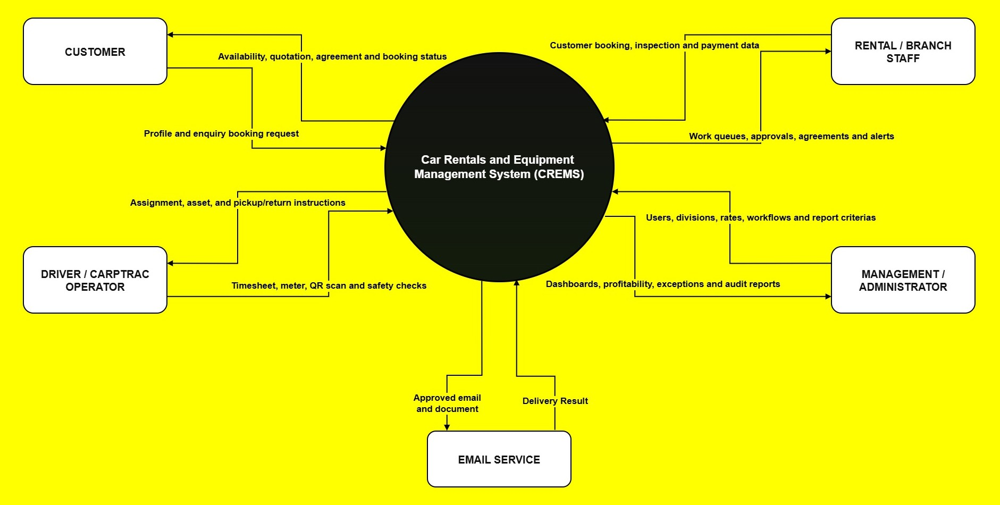 CUSTOMER
Availability, quotation, agreement and booking status
Customer booking, inspection and payment data
RENTAL / BRANCH
STAFF
Profile and enquiry booking request
Work queues, approvals, agreements and alerts
Car Rentals and Equipment
Management System (CREMS)
Assignment, asset, and pickup/return instructions
Users, divisions, rates, workflows and report criterias
DRIVER / CARPTRAC
OPERATOR
Timesheet, meter, QR scan and safety checks
Dashboards, profitability, exceptions and audit reports
MANAGEMENT /
ADMINISTRATOR
Approved email
and document
Delivery Result
EMAIL SERVICE